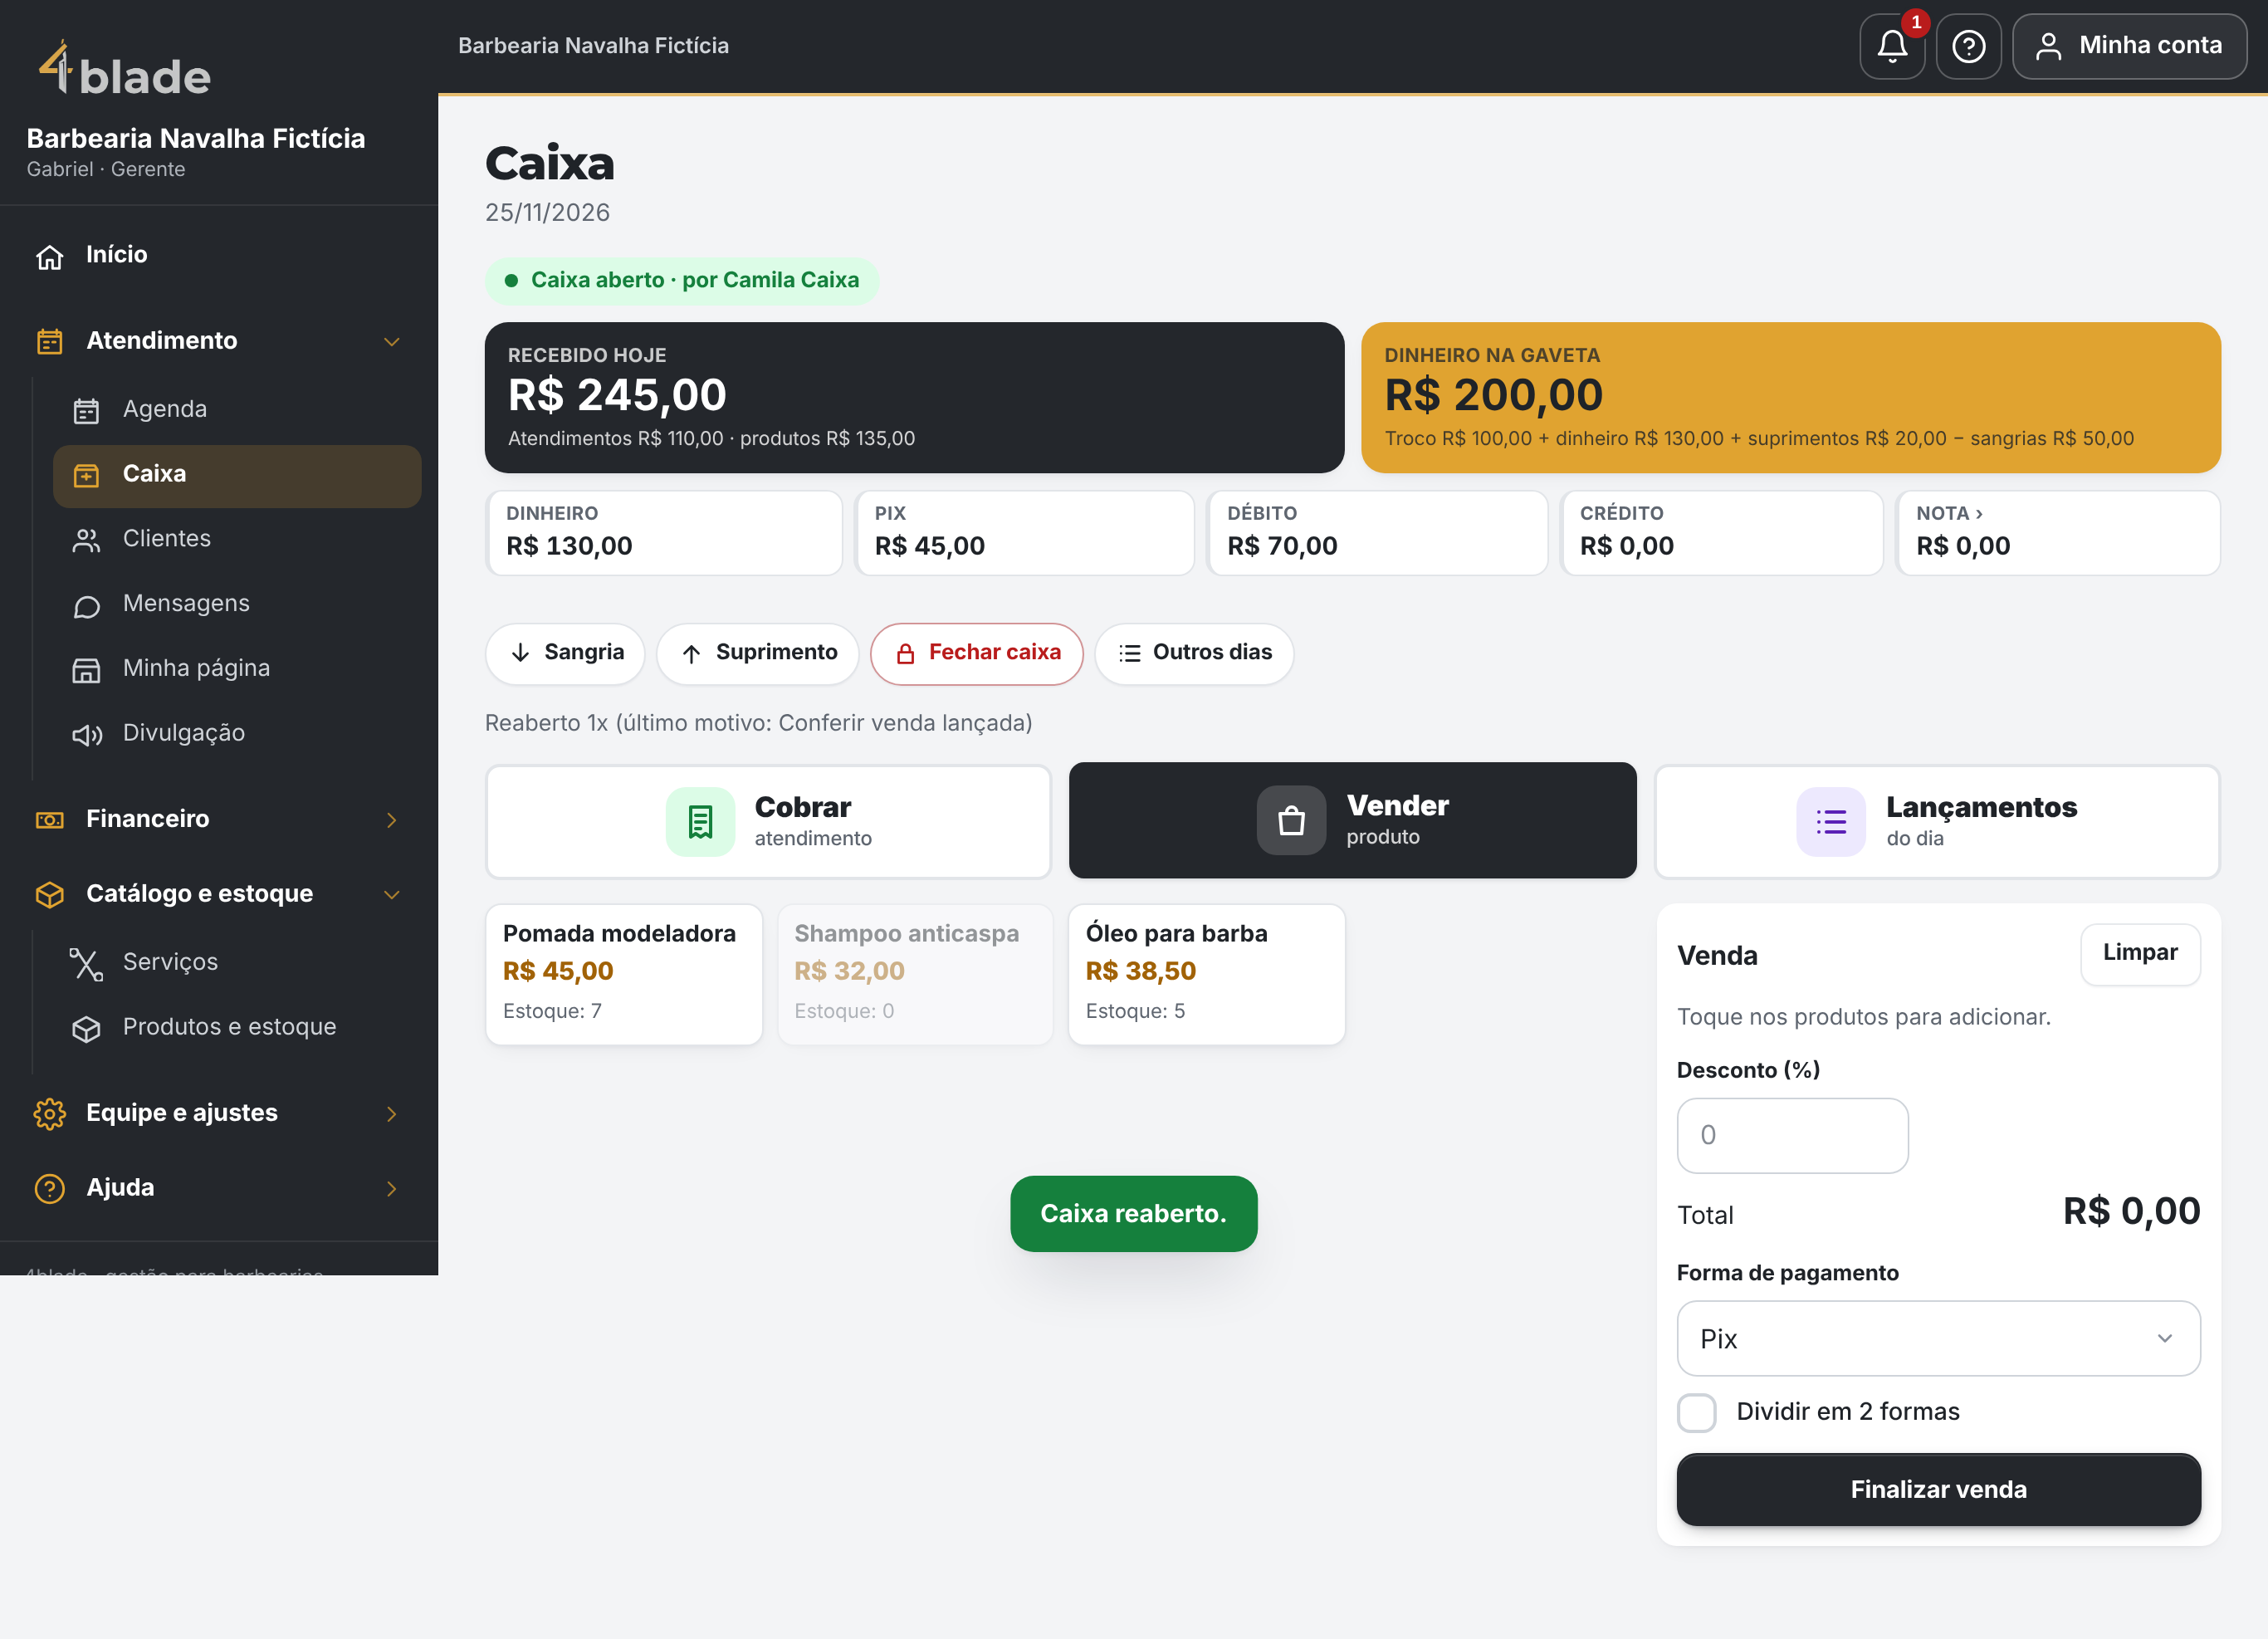 4blade
Barbearia Navalha Fictícia
Gabriel · Gerente
Início
Atendimento
Agenda
Caixa
Clientes
Mensagens
Minha página
Divulgação
Financeiro
Catálogo e estoque
Serviços
Produtos e estoque
Equipe e ajustes
Ajuda
4blade · gestão para barbearias
Barbearia Navalha Fictícia
1
Minha conta
Caixa
25/11/2026
Caixa aberto · por Camila Caixa
RECEBIDO HOJE
R$ 245,00
Atendimentos R$ 110,00 · produtos R$ 135,00
DINHEIRO NA GAVETA
R$ 200,00
Troco R$ 100,00 + dinheiro R$ 130,00 + suprimentos R$ 20,00 − sangrias R$ 50,00
DINHEIRO
R$ 130,00
PIX
R$ 45,00
DÉBITO
R$ 70,00
CRÉDITO
R$ 0,00
NOTA ›
R$ 0,00
Sangria
Suprimento
Fechar caixa
Outros dias
Reaberto 1x (último motivo: Conferir venda lançada)
Cobrar
atendimento
Vender
produto
Lançamentos
do dia
Pomada modeladora
R$ 45,00
Estoque: 7
Shampoo anticaspa
R$ 32,00
Estoque: 0
Óleo para barba
R$ 38,50
Estoque: 5
Venda
Limpar
Toque nos produtos para adicionar.
Desconto (%)
0
Total
R$ 0,00
Forma de pagamento
Pix
Dividir em 2 formas
Finalizar venda
Caixa reaberto.